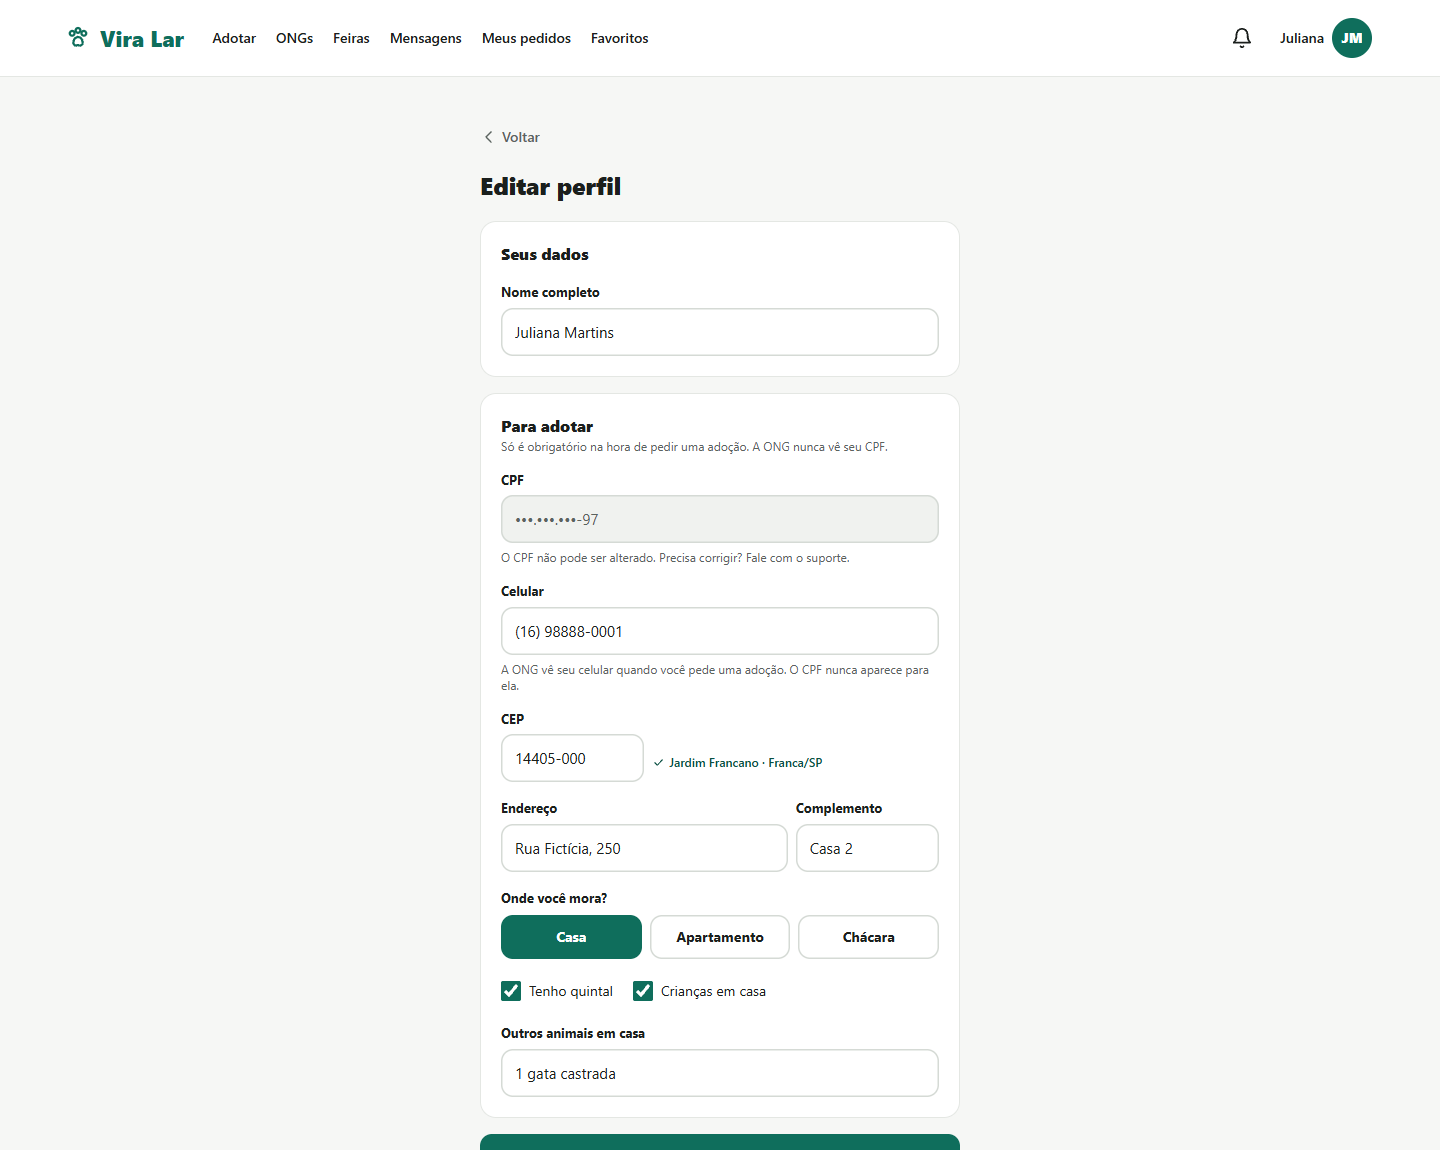 Vira Lar
Adotar
ONGs
Feiras
Mensagens
Meus pedidos
Favoritos
Juliana
JM
Voltar
Editar perfil
Seus dados
Nome completo
Juliana Martins
Para adotar
Só é obrigatório na hora de pedir uma adoção. A ONG nunca vê seu CPF.
CPF
•••.•••.•••-97
O CPF não pode ser alterado. Precisa corrigir? Fale com o suporte.
Celular
(16) 98888-0001
A ONG vê seu celular quando você pede uma adoção. O CPF nunca aparece para
ela.
CEP
14405-000
Jardim Francano · Franca/SP
Endereço
Complemento
Rua Fictícia, 250
Casa 2
Onde você mora?
Casa
Apartamento
Chácara
Tenho quintal
Crianças em casa
Outros animais em casa
1 gata castrada